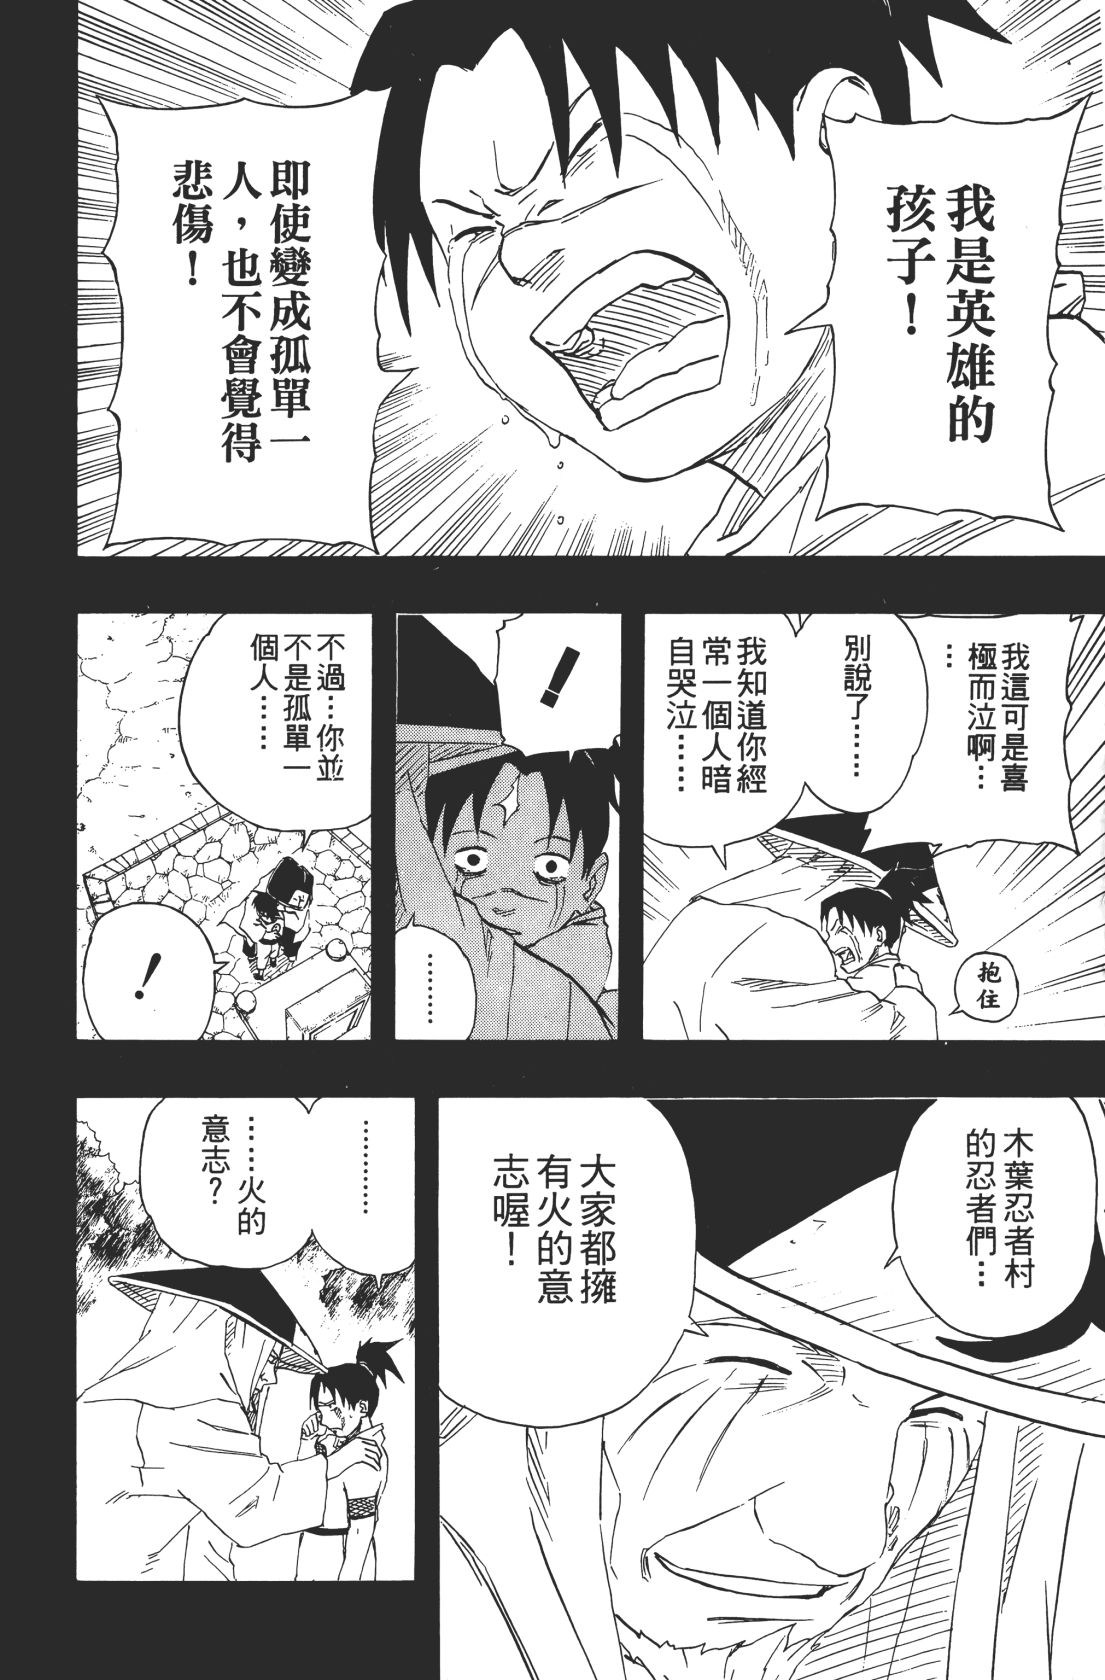 我是英雄的
孩子！
即使變成孤單一
人，也不會覺得
悲傷！
我這可是喜
極而泣啊…
…
別說了……
我知道你經
常一個人暗
自哭泣……
抱
住
！
……
不過…你並
不是孤單一
個人……
！
木葉忍者村
的忍者們…
大家都擁
有火的意
志喔！
………
……火的
意志？